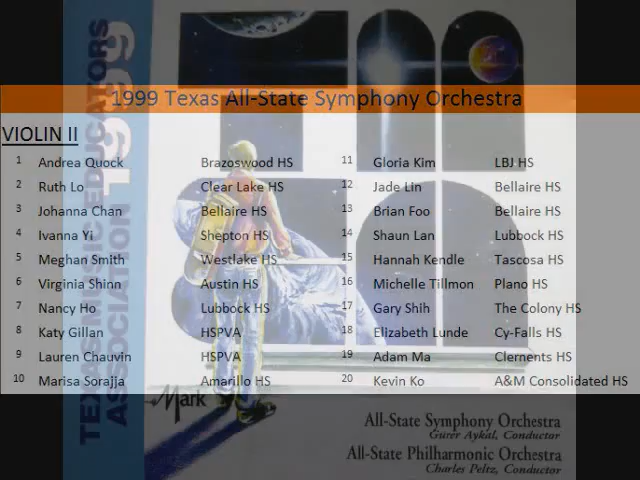 1999 Texas All-State Symphony Orchestra
VIOLIN II
1 Andrea Quock Brazoswood HS 11 Gloria Kim LBJ HS
2 Ruth Lo Clear Lake HS 12 Jade Lin Bellaire HS
3 Johanna Chan Bellaire HS 13 Brian Foo Bellaire HS
4 Ivanna Yi Shepton HS 14 Shaun Lan Lubbock HS
5 Meghan Smith Westlake HS 15 Hannah Kendle Tascosa HS
6 Virginia Shinn Austin HS 16 Michelle Tillmon Plano HS
7 Nancy Ho Lubbock HS 17 Gary Shih The Colony HS
8 Katy Gillan HSPVA 18 Elizabeth Lunde Cy-Falls HS
9 Lauren Chauvin HSPVA 19 Adam Ma Clements HS
10 Marisa Sorajja Amarillo HS 20 Kevin Ko A&M Consolidated HS
TEXAS MUSIC EDUCATORS
ASSOCIATION 1999
Mark
All-State Symphony Orchestra
Gürer Aykal, Conductor
All-State Philharmonic Orchestra
Charles Peltz, Conductor